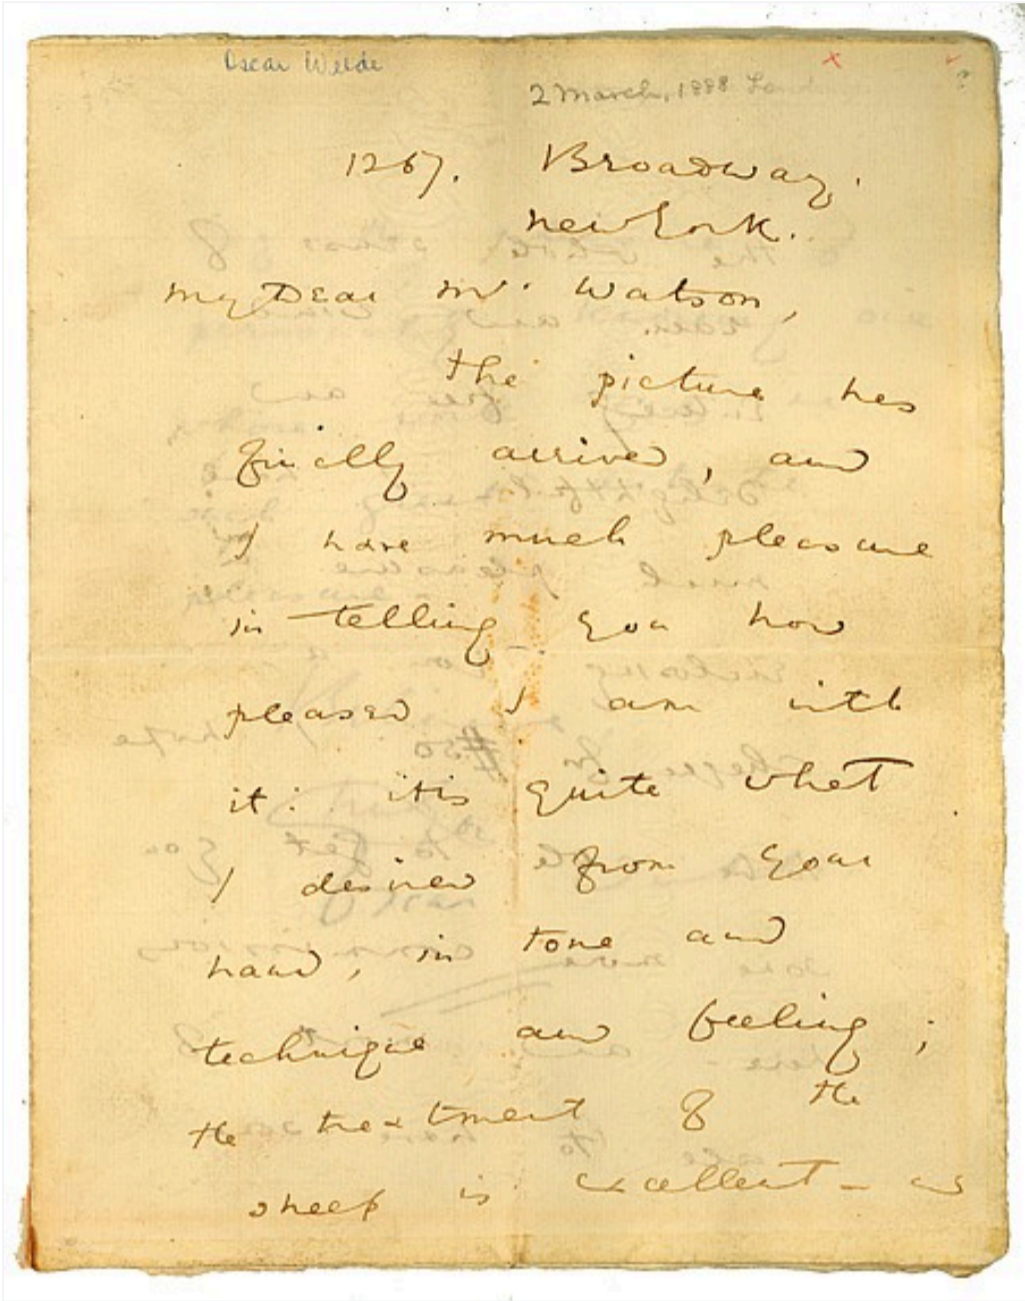 Oscar Wilde
2 March, 1888
1267. Broadway.
New York.
My Dear Mr. Watson,
The picture has
finally arrived, and
I have much pleasure
in telling you how
pleased I am with
it: it is quite what
I desired from your
hand, in tone and
technique and feeling;
the treatment of the
sheep is excellent – as